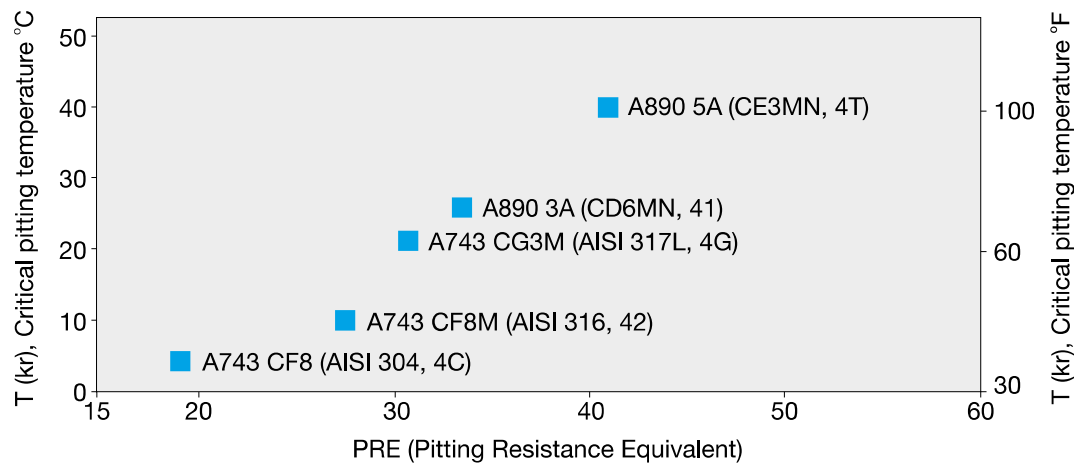 T (kr), Critical pitting temperature °C
50
40
30
20
10
0
A890 5A (CE3MN, 4T)
A890 3A (CD6MN, 41)
A743 CG3M (AISI 317L, 4G)
A743 CF8M (AISI 316, 42)
A743 CF8 (AISI 304, 4C)
100
60
30
T (kr), Critical pitting temperature °F
15 20 30 40 50 60
PRE (Pitting Resistance Equivalent)